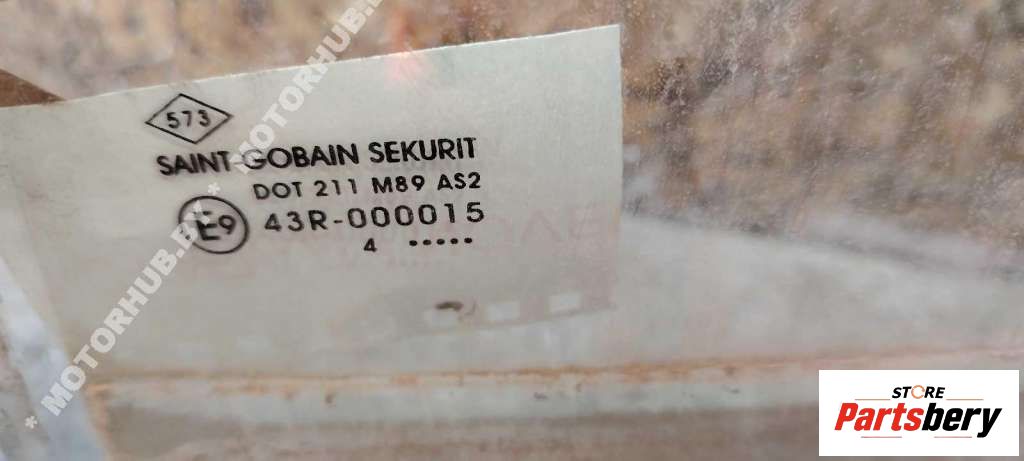 573
SAINT-GOBAIN SEKURIT
DOT 211 M89 AS2
E9 43R-000015
4 •••••
* MOTORHUB.BY * MOTORHUB.BY
STORE
Partsbery